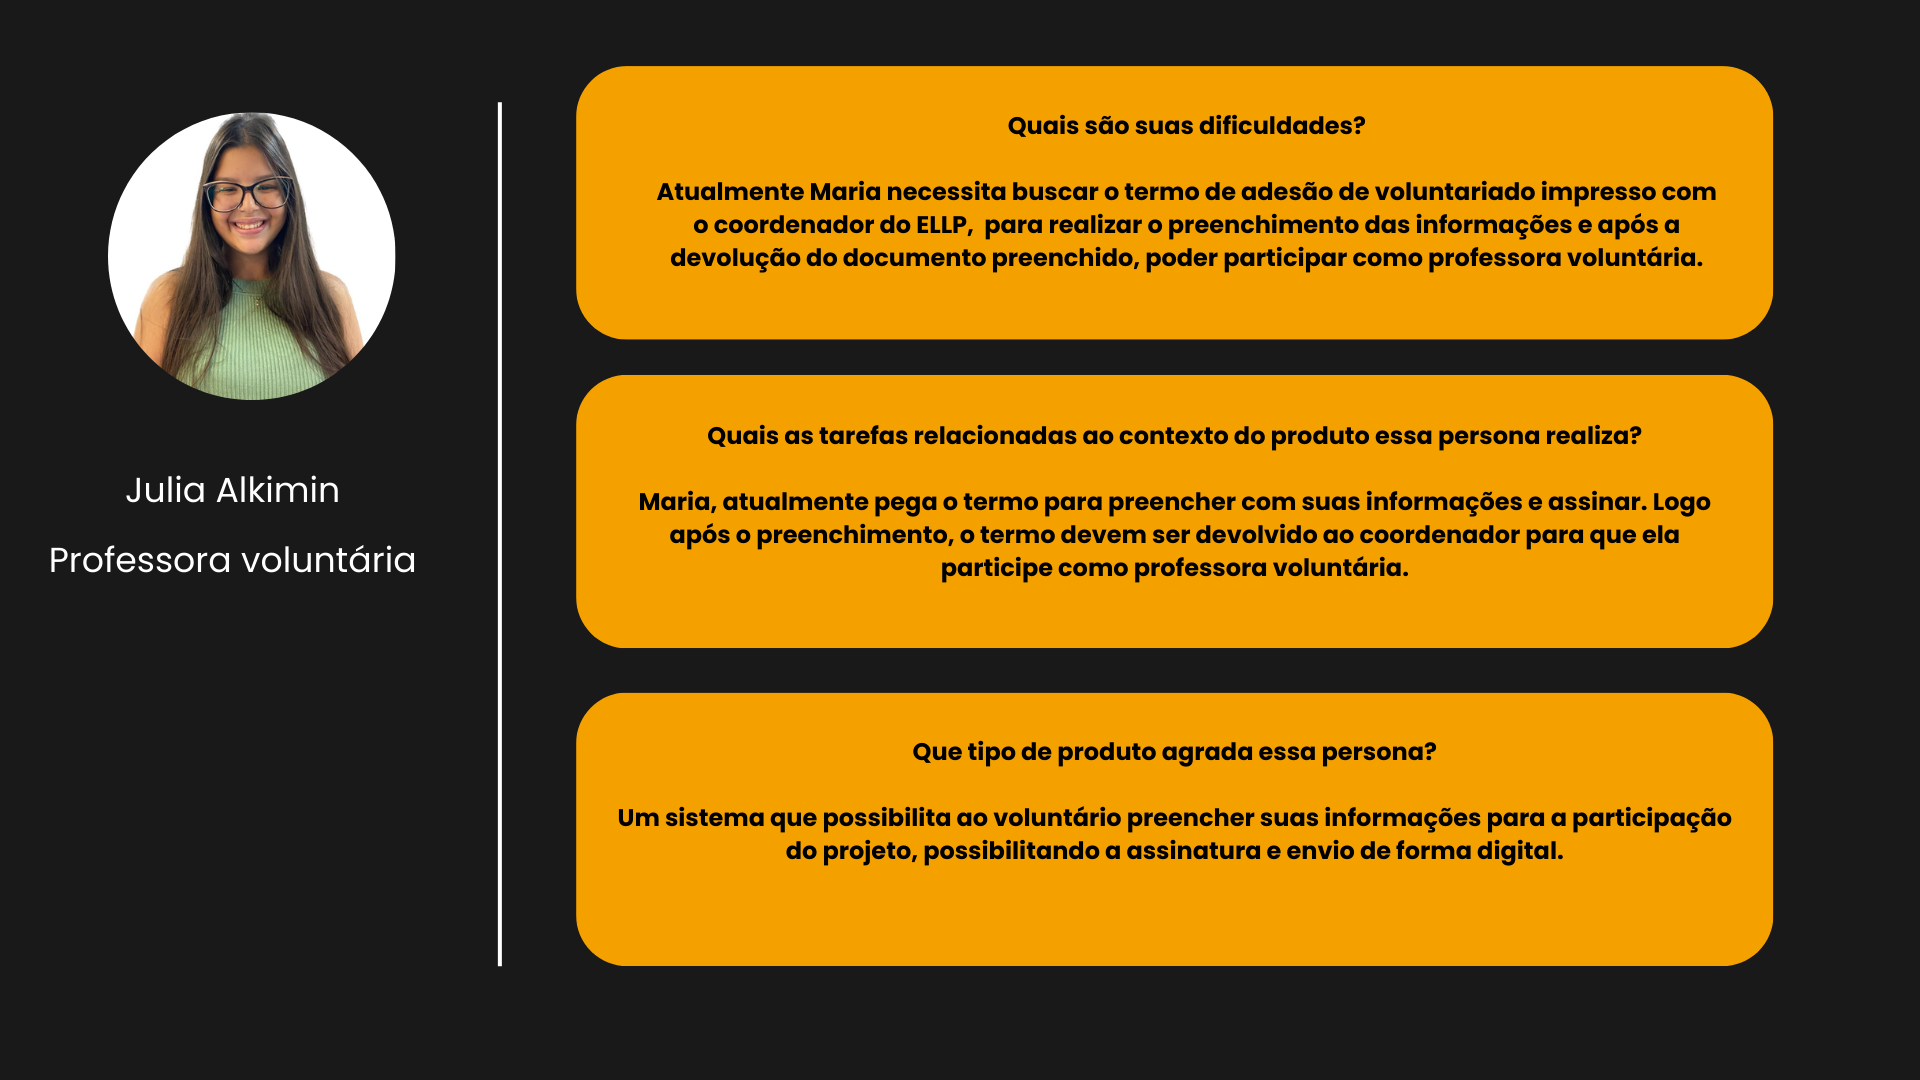 Julia Alkimin
Professora voluntária
Quais são suas dificuldades?
Atualmente Maria necessita buscar o termo de adesão de voluntariado impresso com
o coordenador do ELLP,  para realizar o preenchimento das informações e após a
devolução do documento preenchido, poder participar como professora voluntária.
Quais as tarefas relacionadas ao contexto do produto essa persona realiza?
Maria, atualmente pega o termo para preencher com suas informações e assinar. Logo
após o preenchimento, o termo devem ser devolvido ao coordenador para que ela
participe como professora voluntária.
Que tipo de produto agrada essa persona?
Um sistema que possibilita ao voluntário preencher suas informações para a participação
do projeto, possibilitando a assinatura e envio de forma digital.